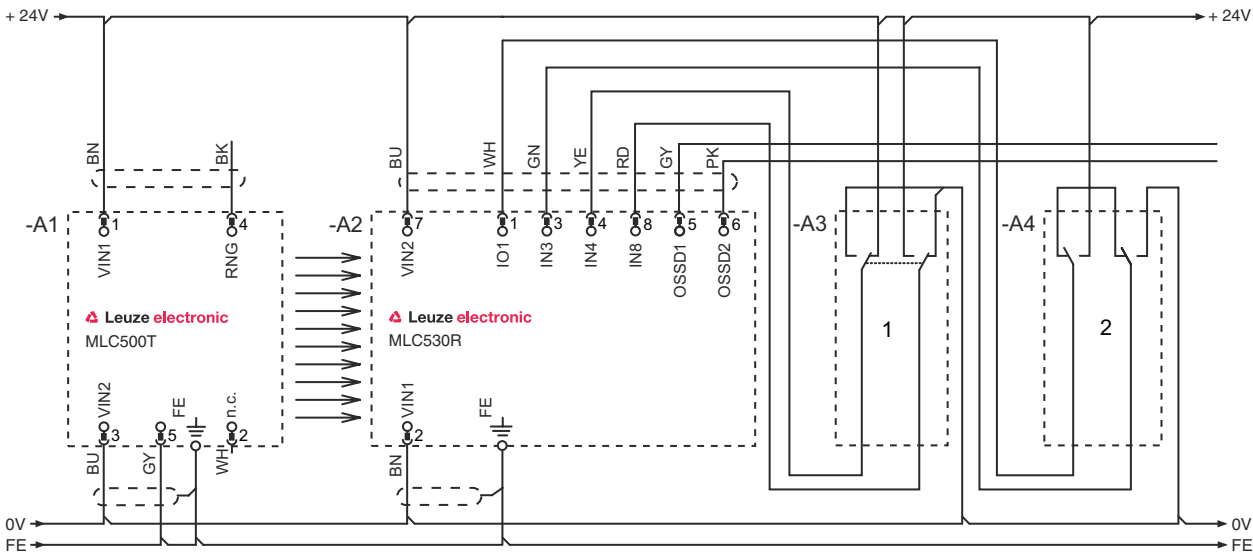 + 24V
+ 24V
BN
BK
BU
WH
GN
YE
RD
GY
PK
-A1
1
4
-A2
7
1
3
4
8
5
6
-A3
-A4
VIN1
RNG
VIN2
IO1
IN3
IN4
IN8
OSSD1
OSSD2
Leuze electronic
MLC500T
Leuze electronic
MLC530R
1
2
VIN2
FE
n.c.
VIN1
FE
3
5
2
2
BU
GY
WH
BN
0V
0V
FE
FE